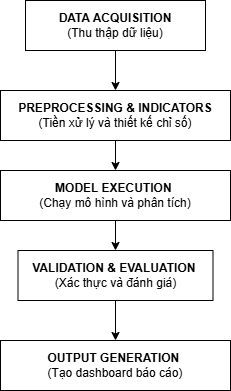 DATA ACQUISITION
(Thu thập dữ liệu)
PREPROCESSING & INDICATORS
(Tiền xử lý và thiết kế chỉ số)
MODEL EXECUTION
(Chạy mô hình và phân tích)
VALIDATION & EVALUATION
(Xác thực và đánh giá)
OUTPUT GENERATION
(Tạo dashboard báo cáo)